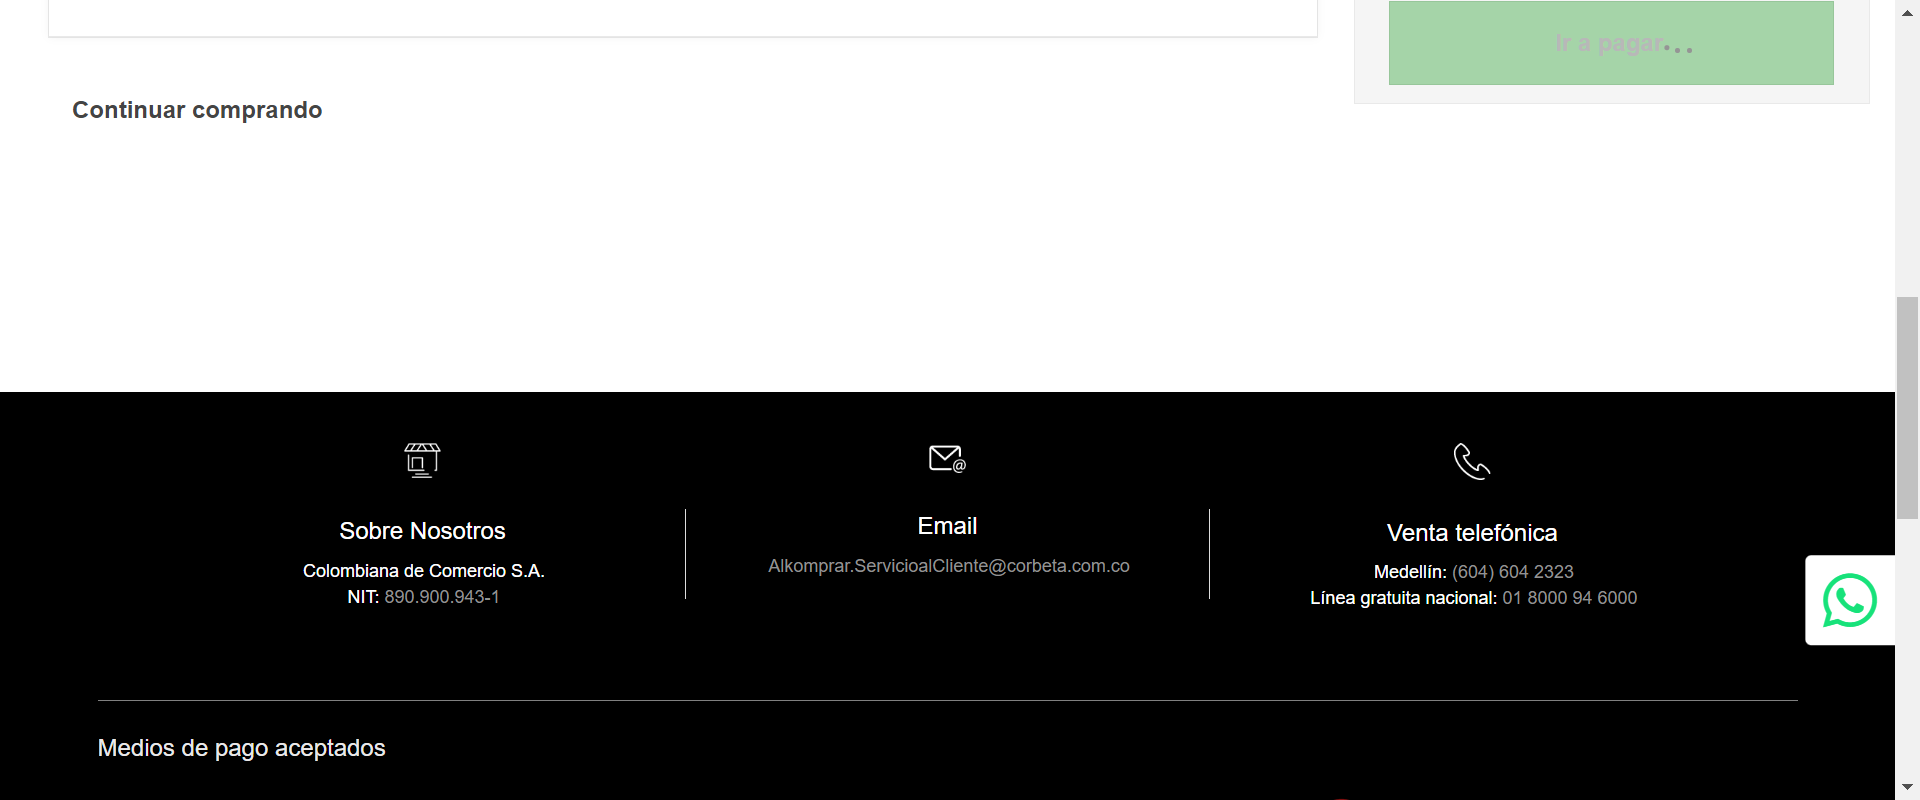 Ir a pagar...
Continuar comprando
Sobre Nosotros
Colombiana de Comercio S.A.
NIT: 890.900.943-1
Email
Alkomprar.ServicioalCliente@corbeta.com.co
Venta telefónica
Medellín: (604) 604 2323
Línea gratuita nacional: 01 8000 94 6000
Medios de pago aceptados